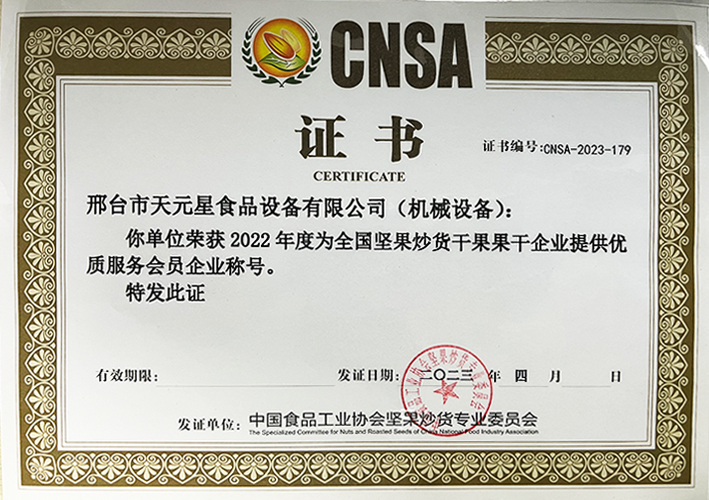 CNSA
证书
CERTIFICATE
证书编号:CNSA-2023-179
邢台市天元星食品设备有限公司（机械设备）：
你单位荣获 2022 年度为全国坚果炒货干果果干企业提供优
质服务会员企业称号。
特发此证
有效期限：
发证日期：二〇二三 年 四 月 日
发证单位：中国食品工业协会坚果炒货专业委员会
The Specialized Committee for Nuts and Roasted Seeds of China National Food Industry Association